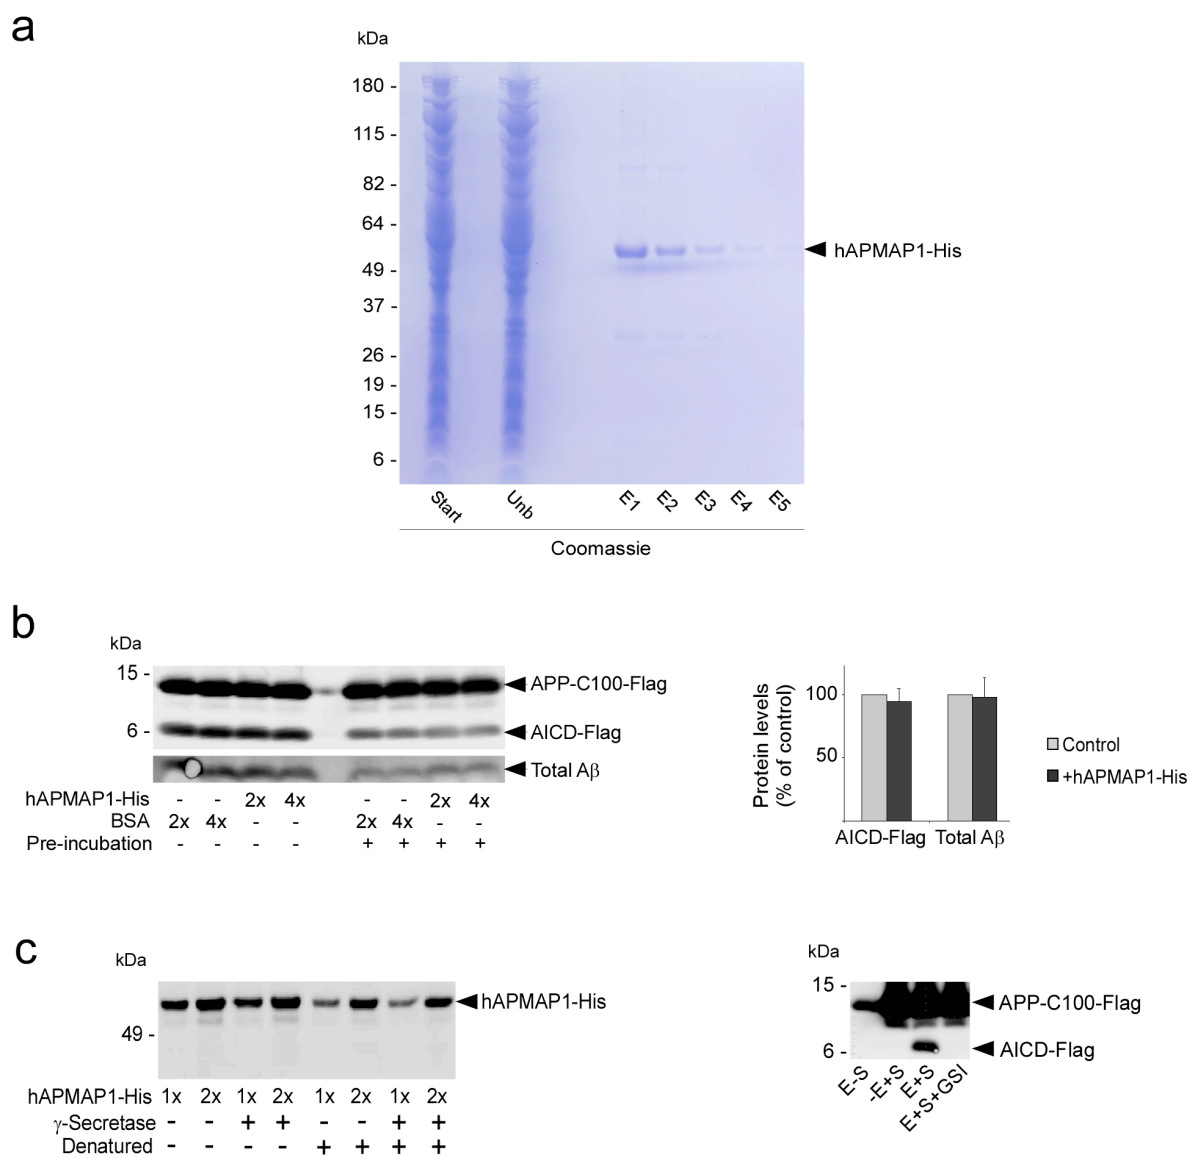 a
kDa
180 -
115 -
82 -
64 -
hAPMAP1-His
49 -
37 -
26 -
19 -
15 -
6 -
Start Unb E1 E2 E3 E4 E5
Coomassie
b
kDa
15 -
APP-C100-Flag
6 -
AICD-Flag
Total Aβ
hAPMAP1-His - - 2x 4x - - 2x 4x
BSA 2x 4x - - 2x 4x - -
Pre-incubation - - - - + + + +
Protein levels
(% of control)
100
50
Control
+hAPMAP1-His
AICD-Flag Total Aβ
c
kDa
hAPMAP1-His
49 -
hAPMAP1-His 1x 2x 1x 2x 1x 2x 1x 2x
γ-Secretase - - + + - - + +
Denatured - - - - + + + +
kDa
15 -
APP-C100-Flag
AICD-Flag
6 -
E-S -E+S E+S E+S+GSI